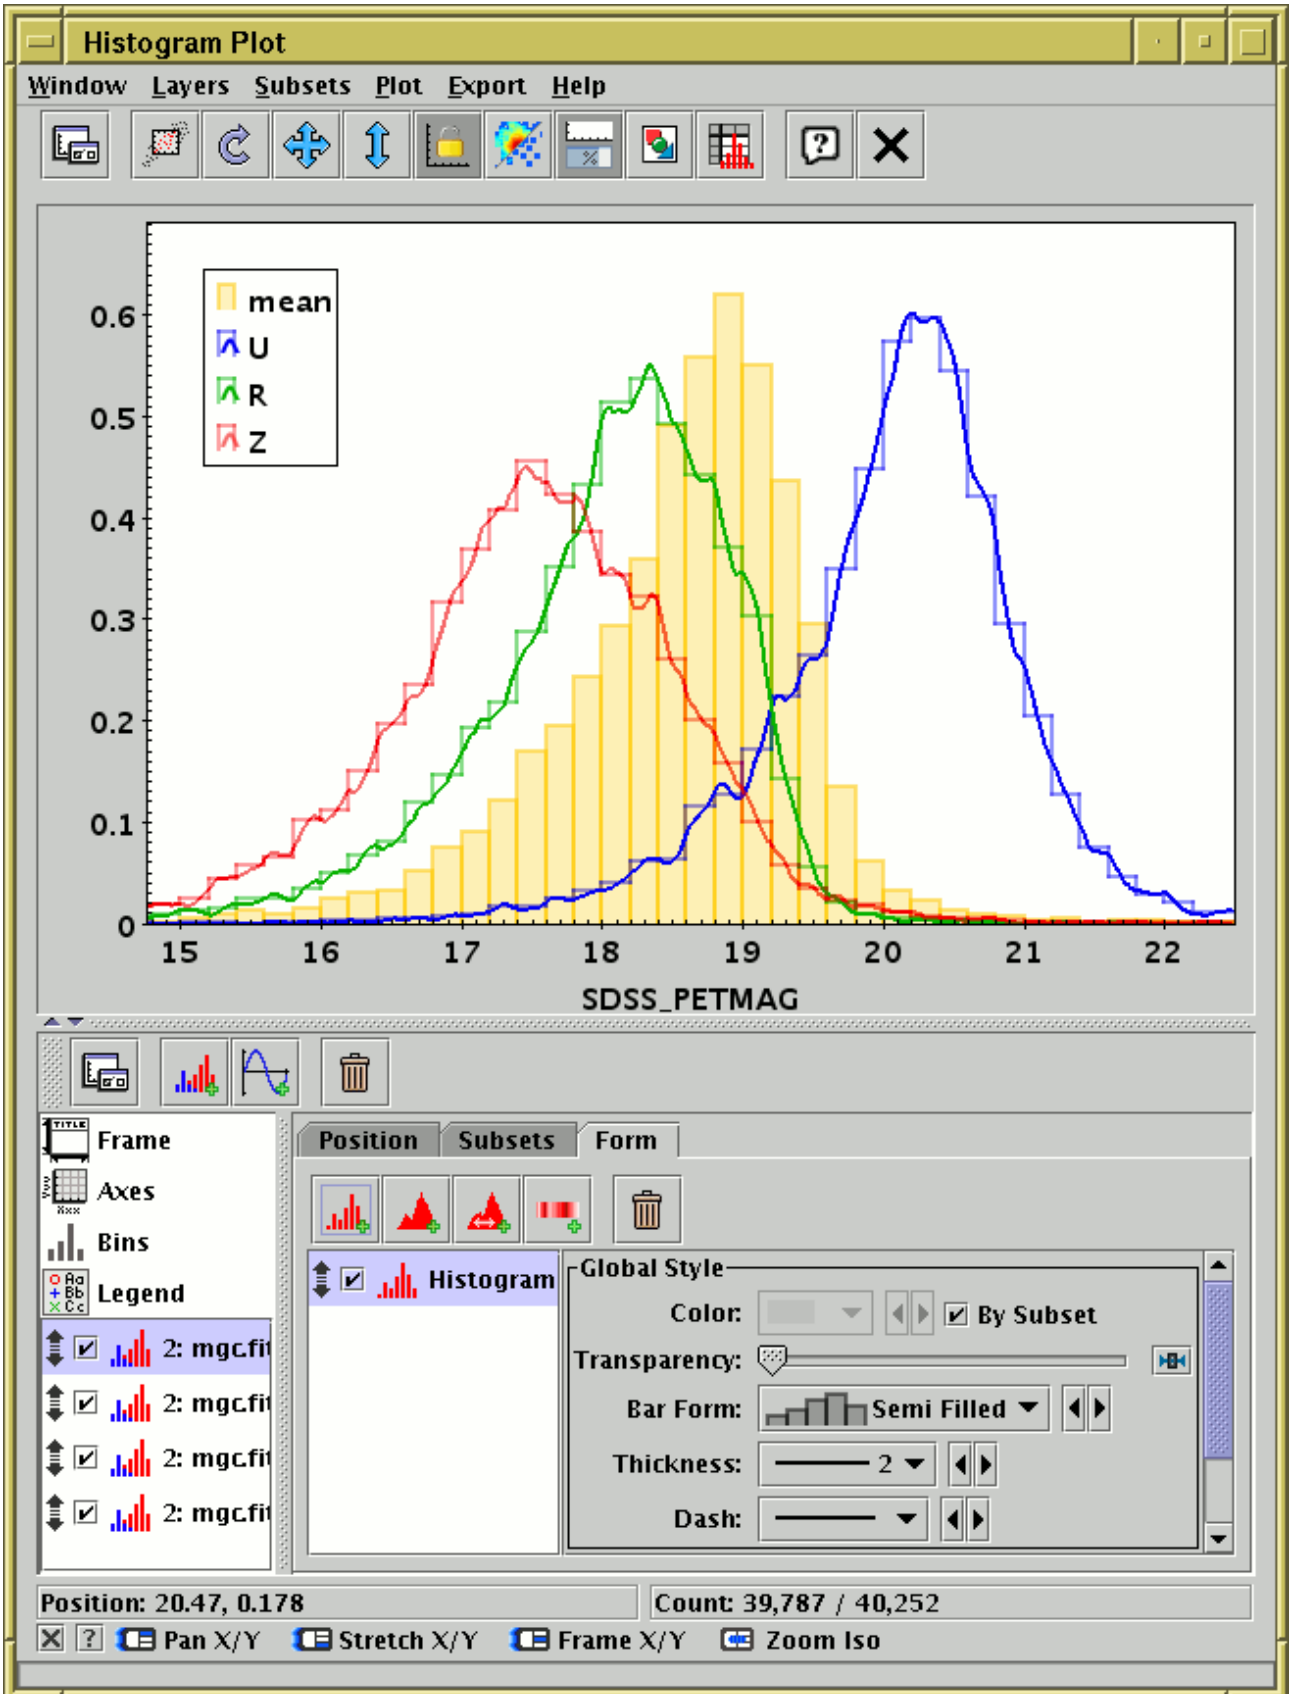 Histogram Plot
Window Layers Subsets Plot Export Help
mean
U
R
Z
0.6
0.5
0.4
0.3
0.2
0.1
0
15 16 17 18 19 20 21 22
SDSS_PETMAG
Frame
Axes
Bins
Legend
2: mgc.fit
2: mgc.fit
2: mgc.fit
2: mgc.fit
Position Subsets Form
Histogram
Global Style
Color: By Subset
Transparency:
Bar Form: Semi Filled
Thickness: 2
Dash:
Position: 20.47, 0.178 Count: 39,787 / 40,252
Pan X/Y Stretch X/Y Frame X/Y Zoom Iso